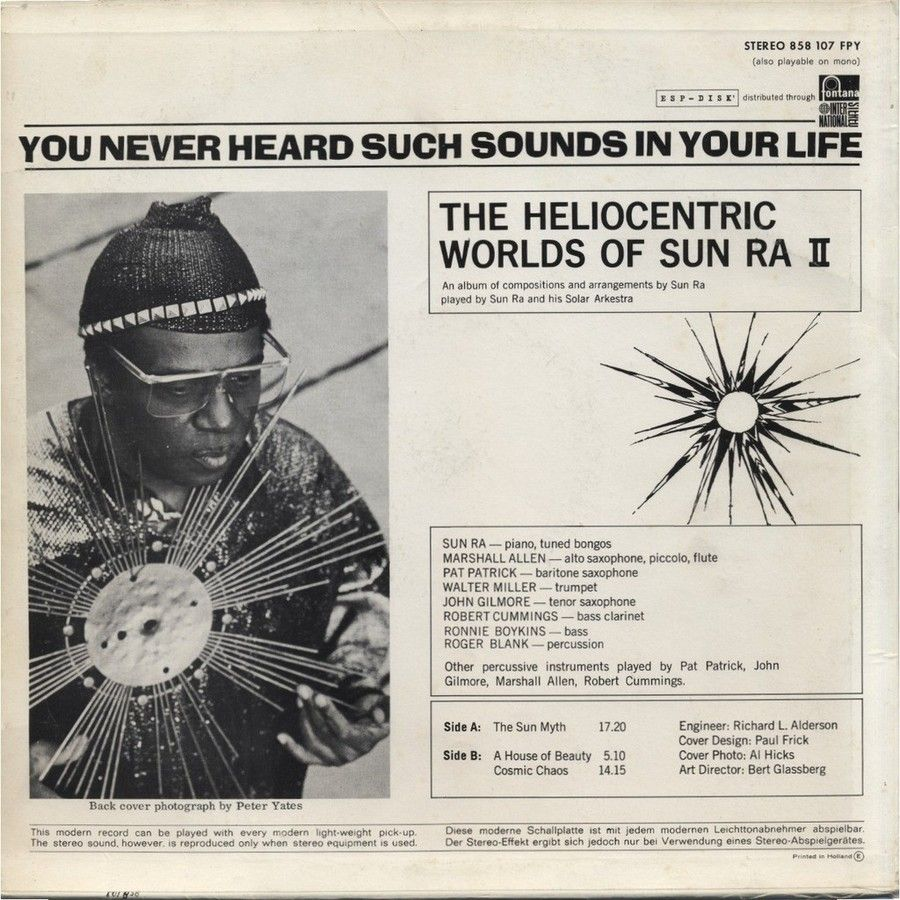 STEREO 858 107 FPY
(also playable on mono)
ESP-DISK' distributed through fontana
INTERNATIONAL
YOU NEVER HEARD SUCH SOUNDS IN YOUR LIFE
THE HELIOCENTRIC
WORLDS OF SUN RA II
An album of compositions and arrangements by Sun Ra
played by Sun Ra and his Solar Arkestra
SUN RA — piano, tuned bongos
MARSHALL ALLEN — alto saxophone, piccolo, flute
PAT PATRICK — baritone saxophone
WALTER MILLER — trumpet
JOHN GILMORE — tenor saxophone
ROBERT CUMMINGS — bass clarinet
RONNIE BOYKINS — bass
ROGER BLANK — percussion
Other percussive instruments played by Pat Patrick, John
Gilmore, Marshall Allen, Robert Cummings.
Side A: The Sun Myth 17.20
Side B: A House of Beauty 5.10
Cosmic Chaos 14.15
Engineer: Richard L. Alderson
Cover Design: Paul Frick
Cover Photo: Al Hicks
Art Director: Bert Glassberg
Back cover photograph by Peter Yates
This modern record can be played with every modern light-weight pick-up.
The stereo sound, however, is reproduced only when stereo equipment is used.
Diese moderne Schallplatte ist mit jedem modernen Leichttonabnehmer abspielbar.
Der Stereo-Effekt ergibt sich jedoch nur bei Verwendung eines Stereo-Abspielgerätes.
Printed in Holland E